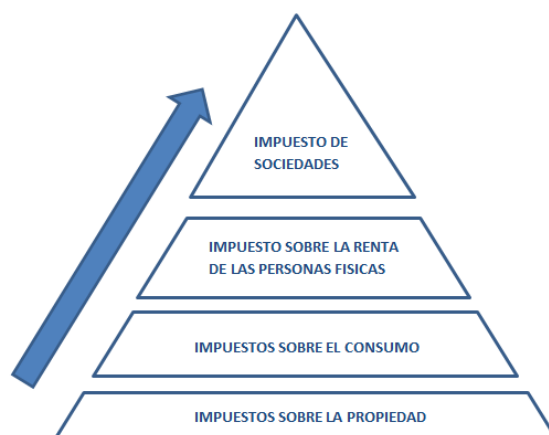 IMPUESTO DE
SOCIEDADES
IMPUESTO SOBRE LA RENTA
DE LAS PERSONAS FISICAS
IMPUESTOS SOBRE EL CONSUMO
IMPUESTOS SOBRE LA PROPIEDAD